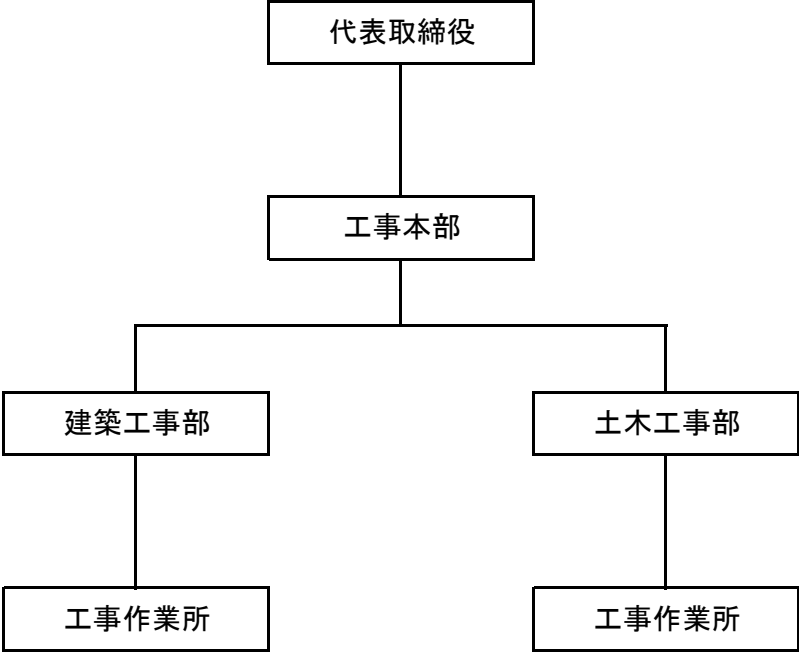 代表取締役
工事本部
建築工事部
土木工事部
工事作業所
工事作業所